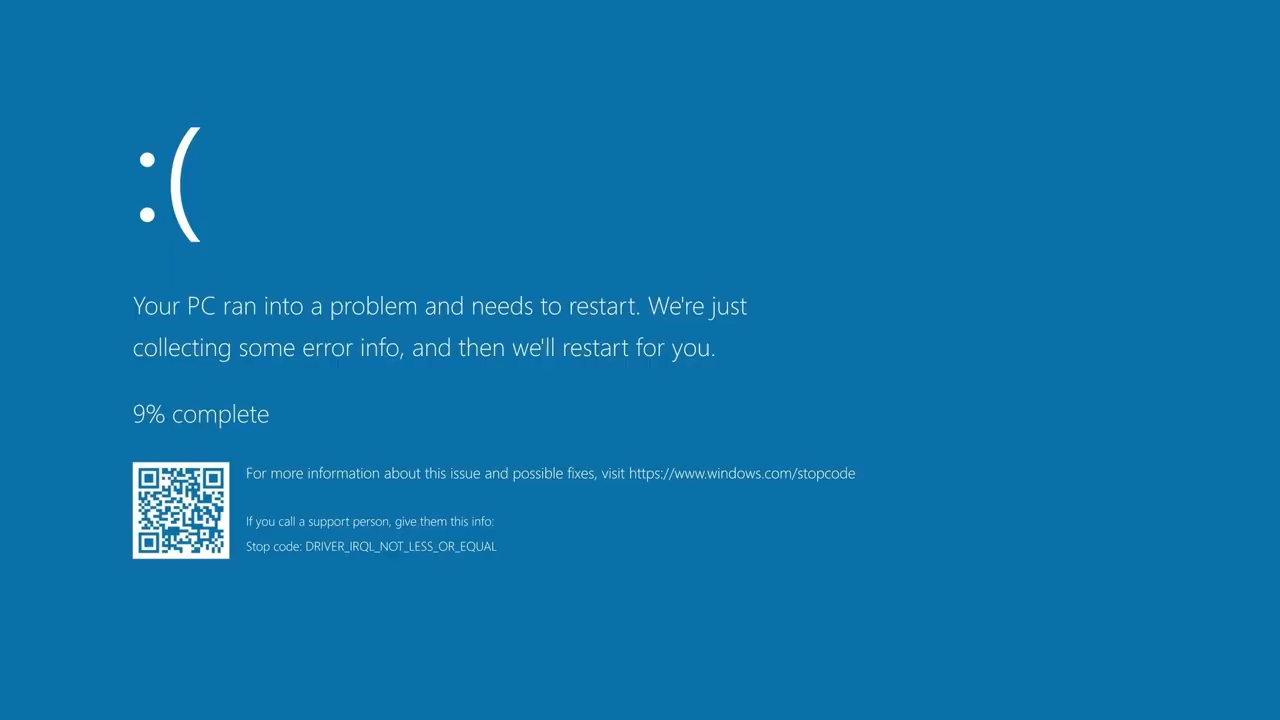 :(
Your PC ran into a problem and needs to restart. We're just
collecting some error info, and then we'll restart for you.
9% complete
For more information about this issue and possible fixes, visit https://www.windows.com/stopcode
If you call a support person, give them this info:
Stop code: DRIVER_IRQL_NOT_LESS_OR_EQUAL